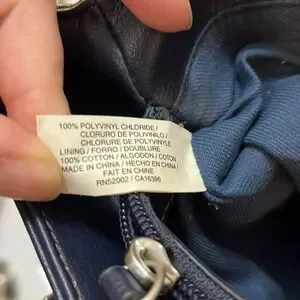 100% POLYVINYL CHLORIDE /
CLORURO DE POLIVINILO /
CHLORURE DE POLYVINYLE
LINING / FORRO / DOUBLURE
100% COTTON / ALGODON / COTON
MADE IN CHINA / HECHO EN CHINA /
FAIT EN CHINE
RN52002 / CA16396